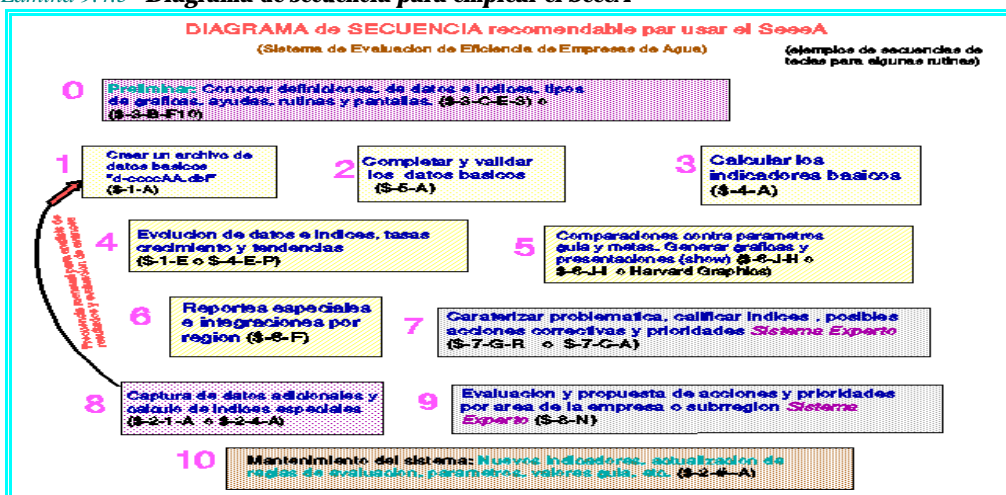 Diagrama de secuencia para emplear el SeeeA
DIAGRAMA de SECUENCIA recomendable par usar el SeeeA
(Sistema de Evaluacion de Eficiencia de Empresas de Agua)
(ejemplos de secuencias de
teclas para algunas rutinas)
0
Preliminar: Conocer definiciones, de datos e indices, tipos
de graficas, ayudas, rutinas y pantallas. ($-3-C-E-S) o
($-3-B-F10)
1
Crear un archivo de
datos basicos
"d-ccccAA.dbf"
($-1-A)
2
Completar y validar
los datos basicos
($-5-A)
3
Calcular los
indicadores basicos
($-4-A)
4
Evolucion de datos e indices, tasas
crecimiento y tendencias
($-1-E o $-4-E-P)
5
Comparaciones contra parametros
guia y metas. Generar graficas y
presentaciones (show) ($-6-J-H o
$-6-J-I o Harvard Graphics)
6
Reportes especiales
e integraciones por
region ($-6-F)
7
Caraterizar problematica, calificar indices , posibles
acciones correctivas y prioridades Sistema Experto
($-7-G-R o $-7-C-A)
8
Captura de datos adicionales y
calculo de indices especiales
($-2-1-A o $-2-4-A)
9
Evaluacion y propuesta de acciones y prioridades
por area de la empresa o subrregion Sistema
Experto ($-8-N)
10
Mantenimiento del sistema: Nuevos indicadores, actualizacion de
reglas de evaluacion, parametros, valores guia, etc. ($-2-#-A)